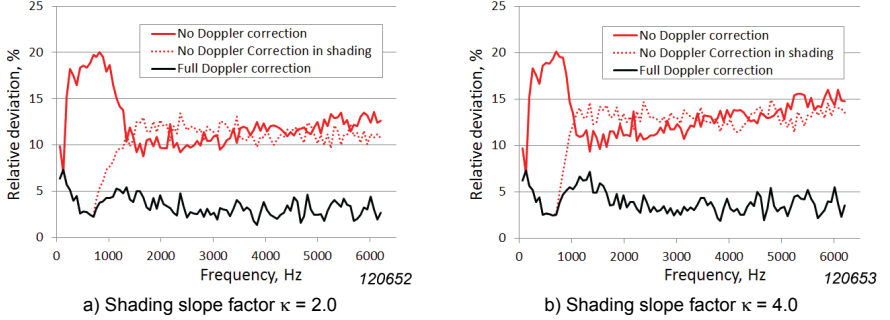 25
20
15
10
5
0
Relative deviation, %
No Doppler correction
No Doppler Correction in shading
Full Doppler correction
0 1000 2000 3000 4000 5000 6000
Frequency, Hz
120652
a) Shading slope factor κ = 2.0
25
20
15
10
5
0
Relative deviation, %
No Doppler correction
No Doppler Correction in shading
Full Doppler correction
0 1000 2000 3000 4000 5000 6000
Frequency, Hz
120653
b) Shading slope factor κ = 4.0